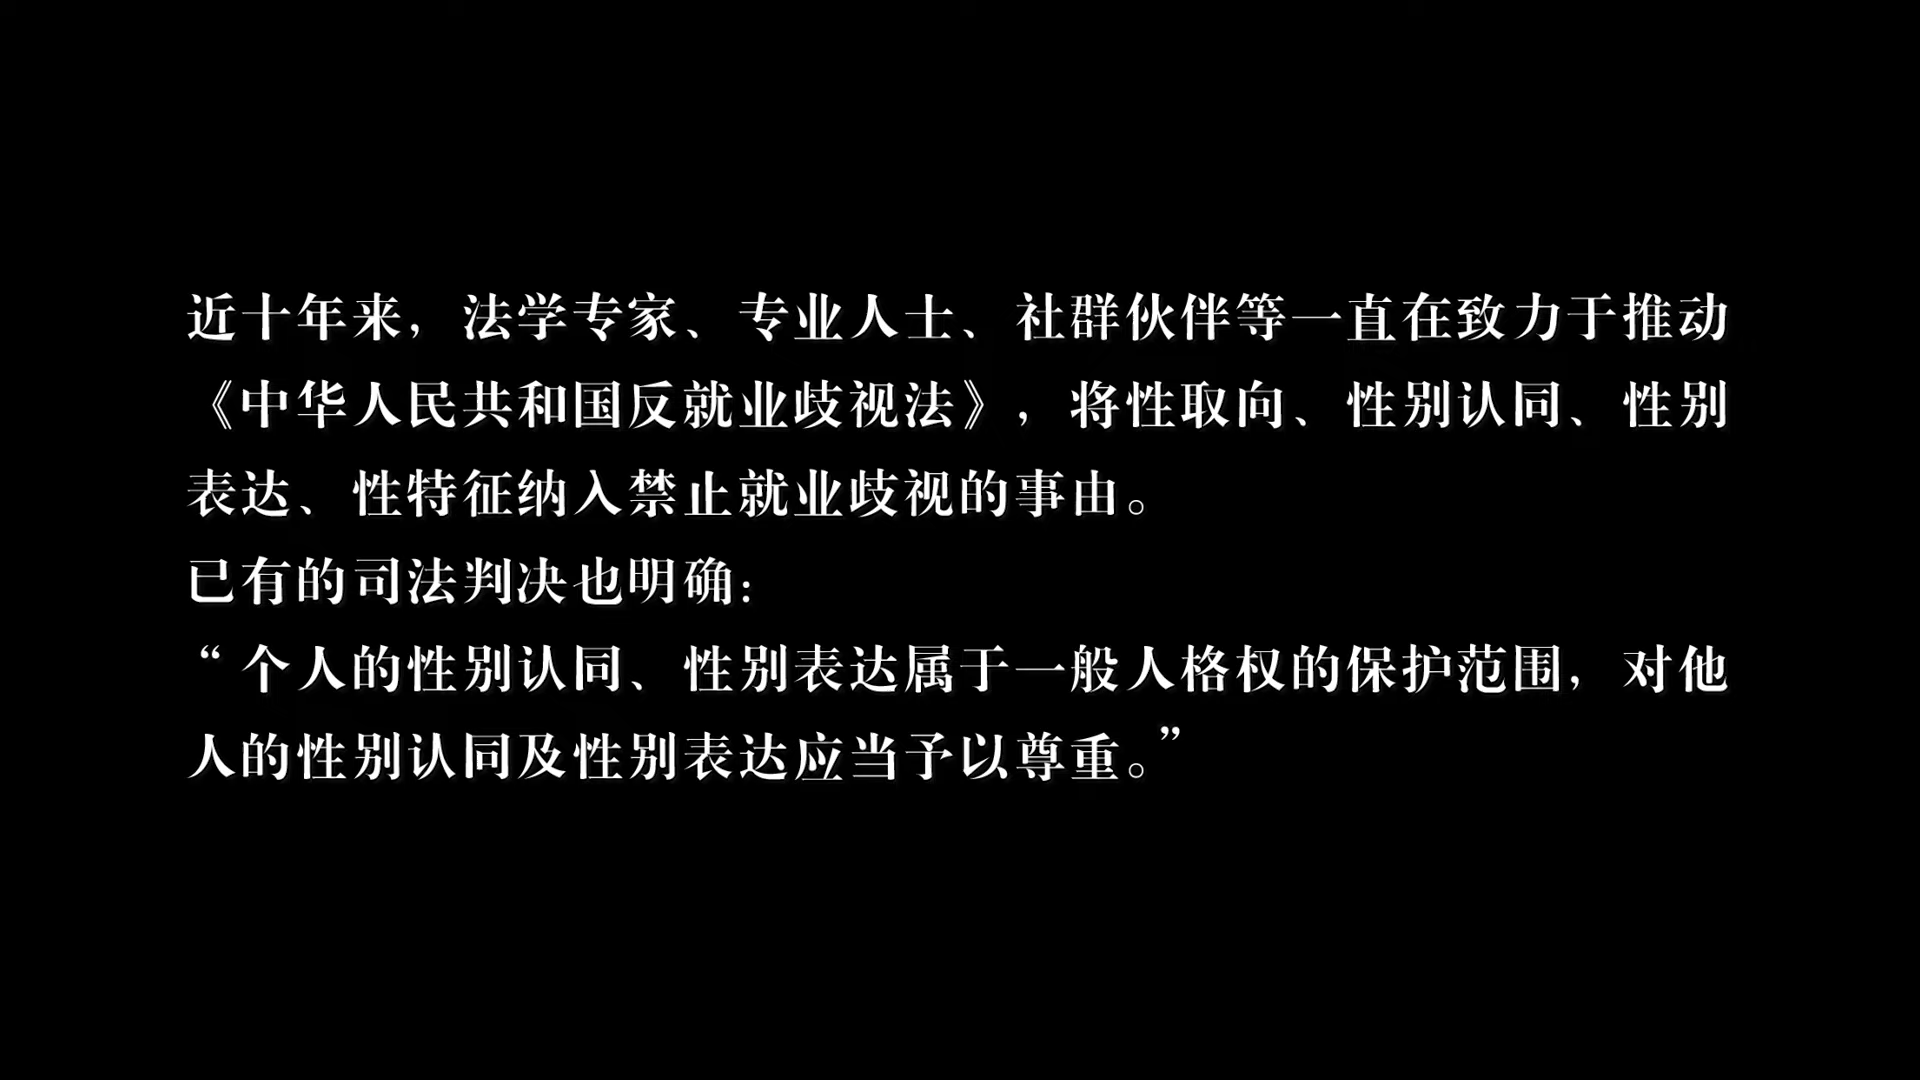 近十年来，法学专家、专业人士、社群伙伴等一直在致力于推动
《中华人民共和国反就业歧视法》，将性取向、性别认同、性别
表达、性特征纳入禁止就业歧视的事由。
已有的司法判决也明确：
“个人的性别认同、性别表达属于一般人格权的保护范围，对他
人的性别认同及性别表达应当予以尊重。”